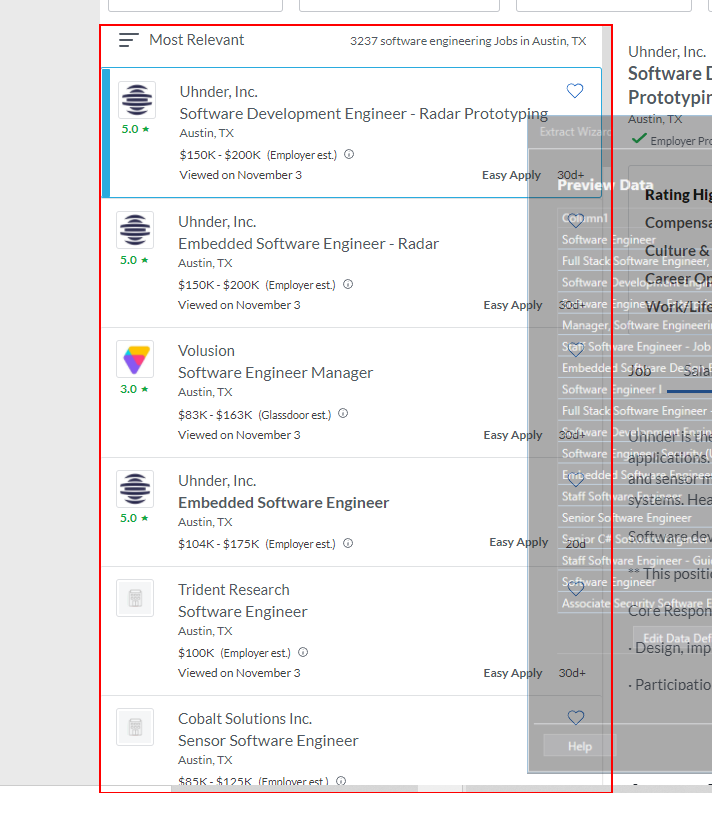 Most Relevant
3237 software engineering Jobs in Austin, TX
Uhnder, Inc.
Software Development Engineer - Radar Prototyping
Austin, TX
5.0 ★
$150K - $200K (Employer est.)
Viewed on November 3
Easy Apply
30d+
Uhnder, Inc.
Embedded Software Engineer - Radar
Austin, TX
5.0 ★
$150K - $200K (Employer est.)
Viewed on November 3
Easy Apply
30d+
Volusion
Software Engineer Manager
Austin, TX
3.0 ★
$83K - $163K (Glassdoor est.)
Viewed on November 3
Easy Apply
30d+
Uhnder, Inc.
Embedded Software Engineer
Austin, TX
5.0 ★
$104K - $175K (Employer est.)
Easy Apply
20d
Trident Research
Software Engineer
Austin, TX
$100K (Employer est.)
Viewed on November 3
Easy Apply
30d+
Cobalt Solutions Inc.
Sensor Software Engineer
Austin, TX
$85K - $125K (Employer est.)
Uhnder, Inc.
Software D
Prototypin
Austin, TX
Employer Pro
Rating Hig
Compensa
Culture &
Career Op
Work/Life
Job
Salar
Uhnder is the
applications.
and sensor m
systems. Hea
Software dev
** This positio
Core Respon
· Design, imp
· Participation
Extract Wizard
Preview Data
Column1
Software Engineer
Full Stack Software Engineer,
Software Development Engine
Software Engineer
Manager, Software Engineerin
Staff Software Engineer - Job
Embedded Software
Software Engineer I
Full Stack Software Engineer -
Software Development Engin
Software Engineer Security (U
Embedded Software Engineer
Staff Software Engineer
Senior Software Engineer
Senior C# Software Engineer
Staff Software Engineer - Gui
Software Engineer
Associate Security Software E
Edit Data Def
Help